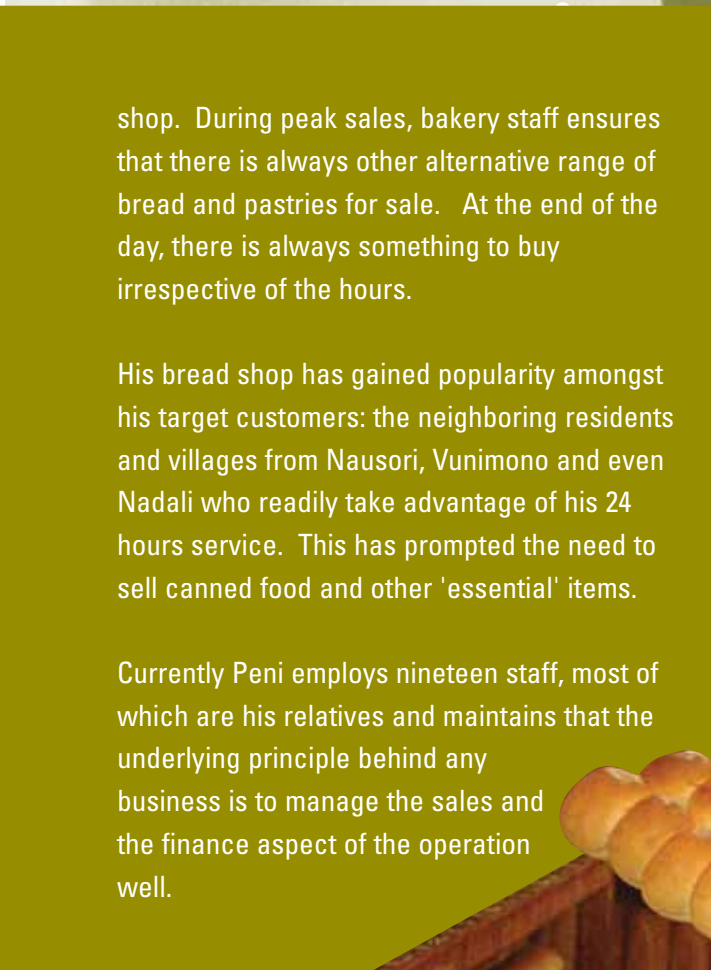 shop.  During peak sales, bakery staff ensures
that there is always other alternative range of
bread and pastries for sale.   At the end of the
day, there is always something to buy
irrespective of the hours.

His bread shop has gained popularity amongst
his target customers: the neighboring residents
and villages from Nausori, Vunimono and even
Nadali who readily take advantage of his 24
hours service.  This has prompted the need to
sell canned food and other 'essential' items.

Currently Peni employs nineteen staff, most of
which are his relatives and maintains that the
underlying principle behind any
business is to manage the sales and
the finance aspect of the operation
well.